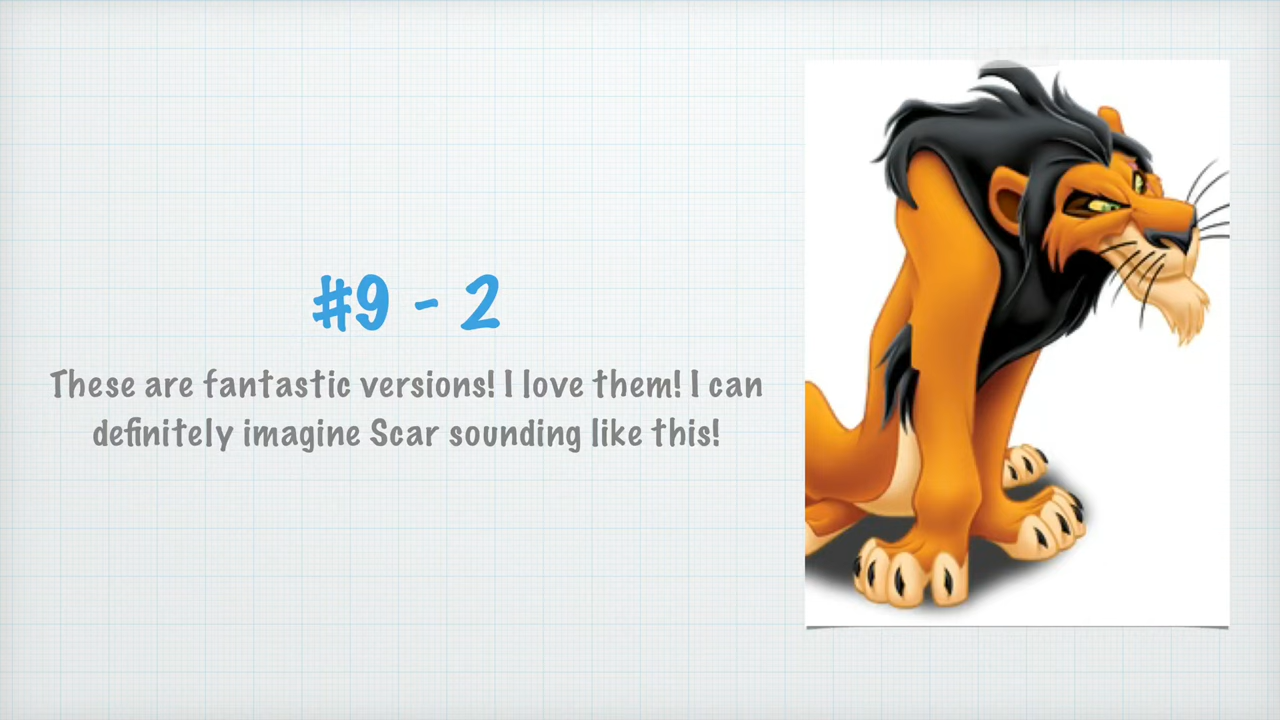 #9 - 2
These are fantastic versions! I love them! I can
definitely imagine Scar sounding like this!